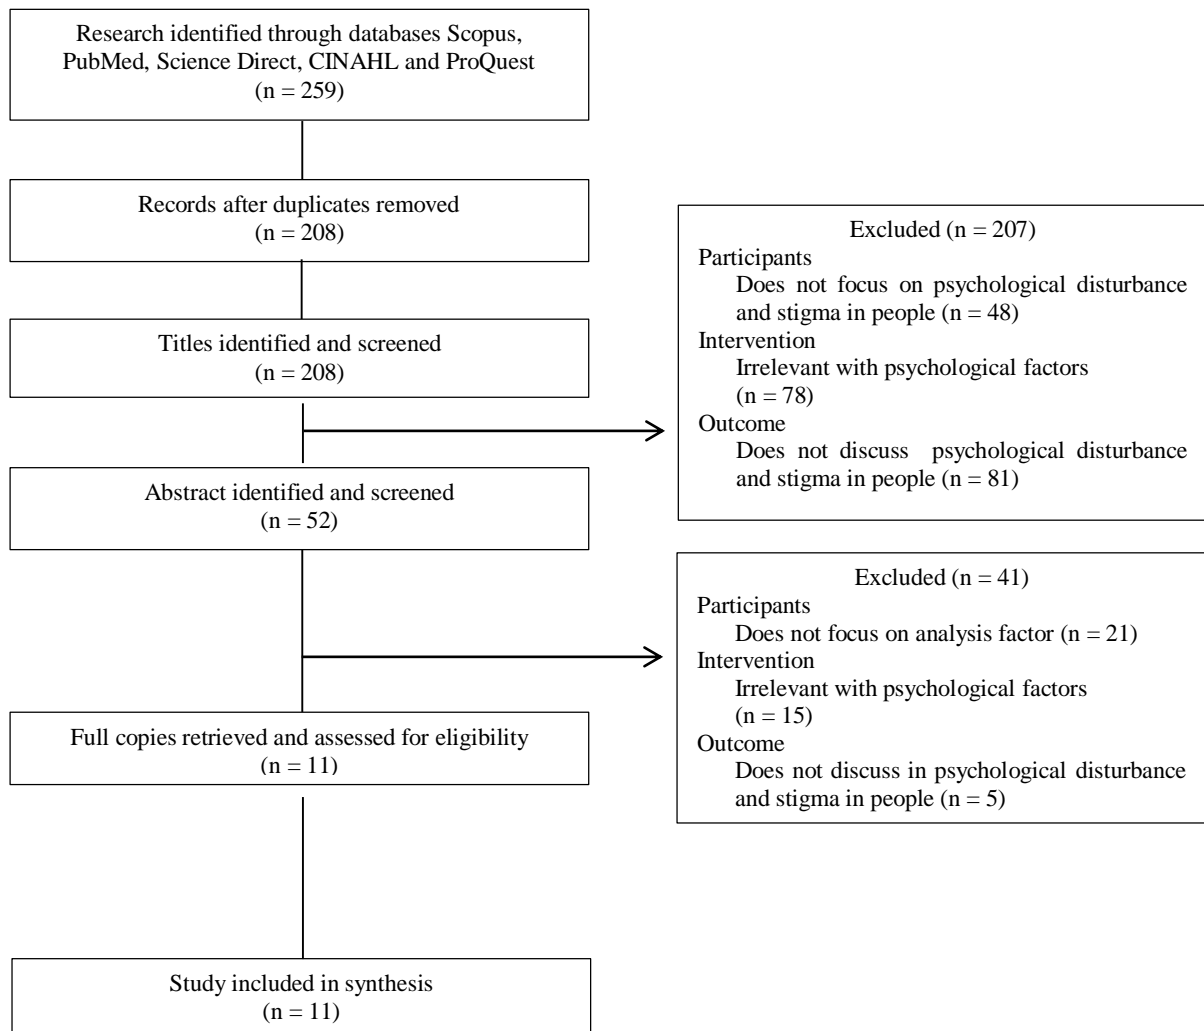 Research identified through databases Scopus,
PubMed, Science Direct, CINAHL and ProQuest
(n = 259)
Records after duplicates removed
(n = 208)
Titles identified and screened
(n = 208)
Excluded (n = 207)
Participants
Does not focus on psychological disturbance
and stigma in people (n = 48)
Intervention
Irrelevant with psychological factors
(n = 78)
Outcome
Does not discuss psychological disturbance
and stigma in people (n = 81)
Abstract identified and screened
(n = 52)
Excluded (n = 41)
Participants
Does not focus on analysis factor (n = 21)
Intervention
Irrelevant with psychological factors
(n = 15)
Outcome
Does not discuss in psychological disturbance
and stigma in people (n = 5)
Full copies retrieved and assessed for eligibility
(n = 11)
Study included in synthesis
(n = 11)